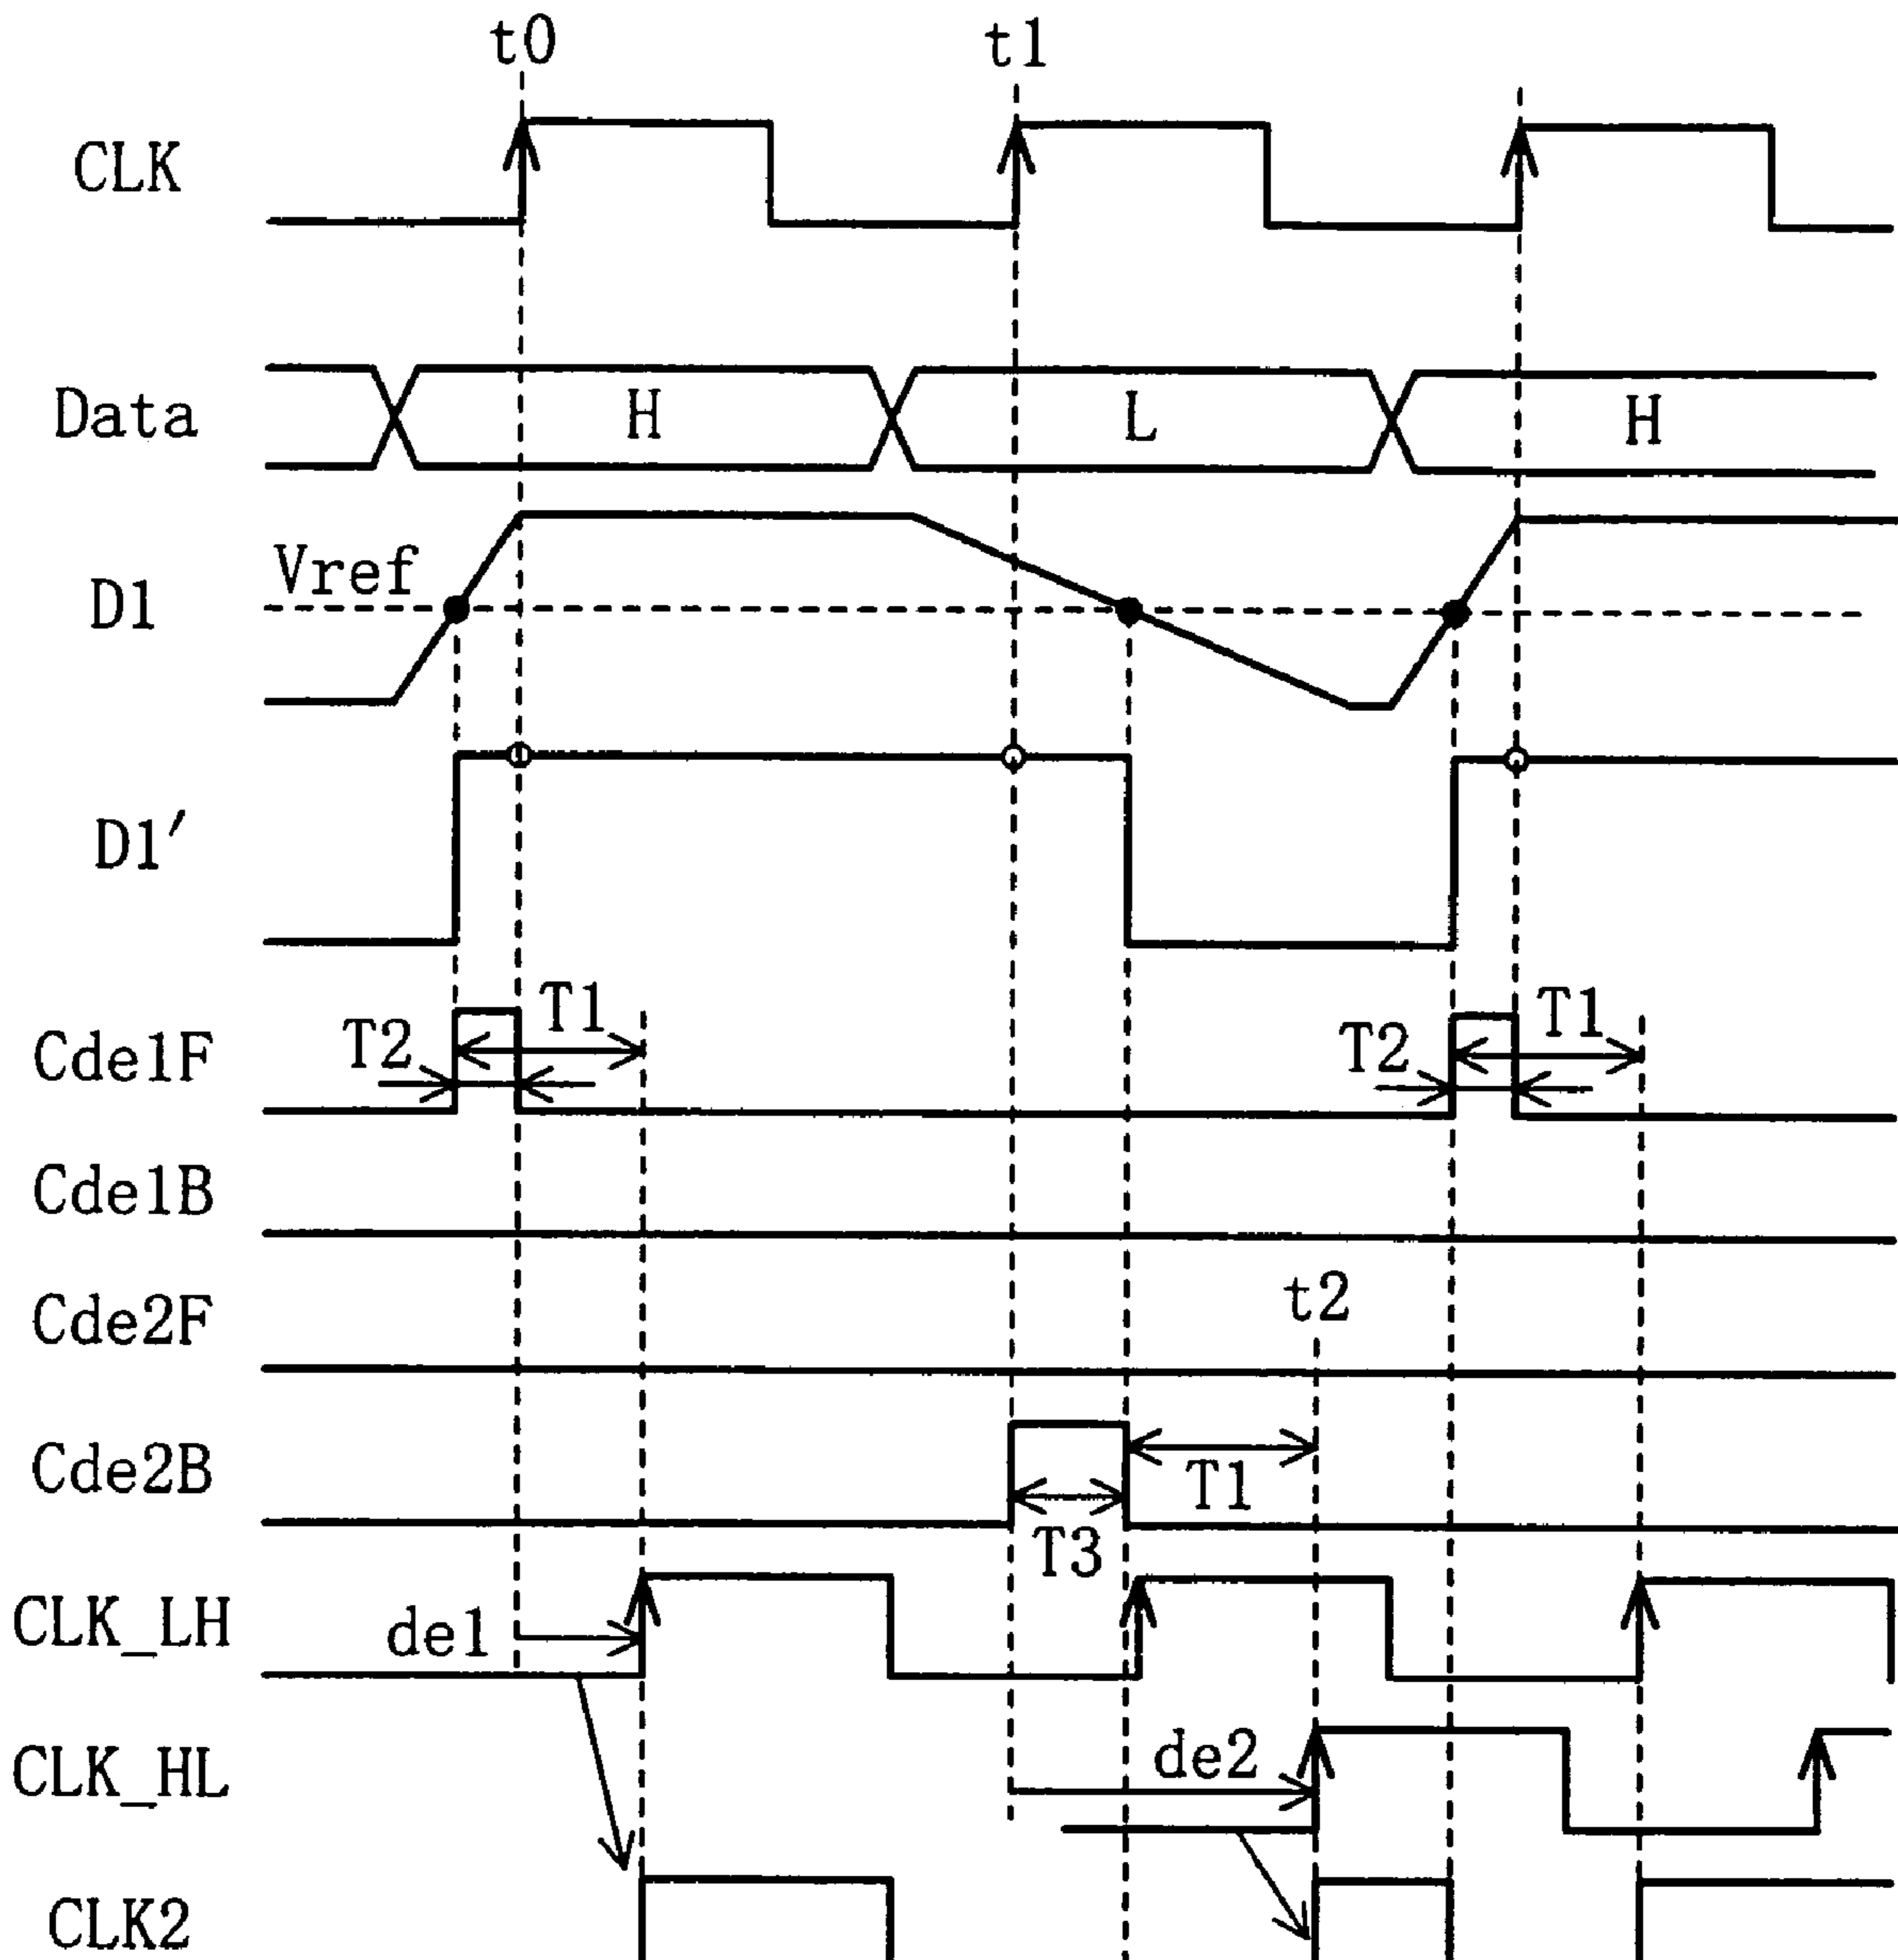 t0 t1
CLK
Data H L H
Vref
D1
D1′
T1 T1
Cde1F T2 T2
Cde1B
Cde2F t2
Cde2B T1
T3
CLK_LH de1
CLK_HL de2
CLK2